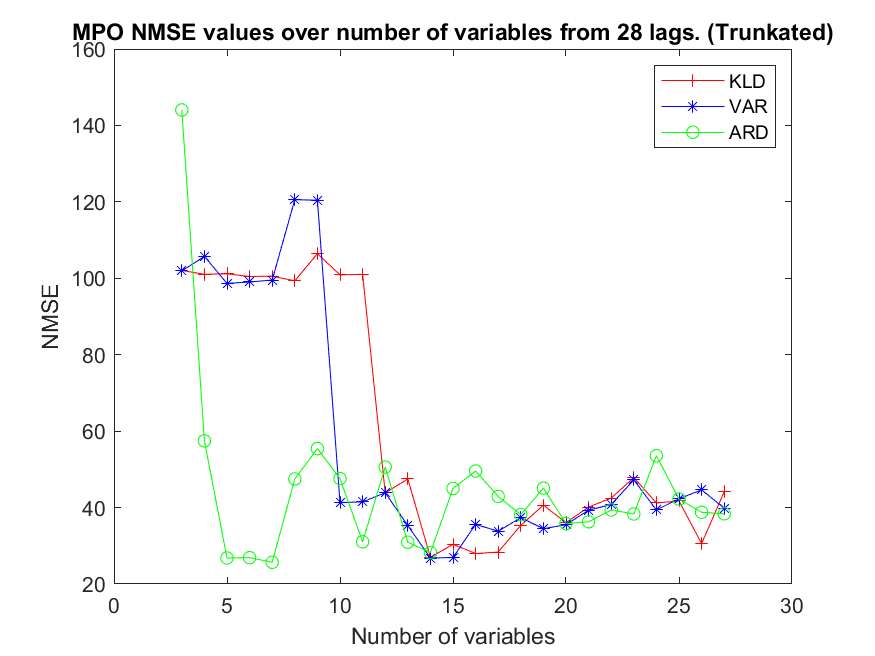 MPO NMSE values over number of variables from 28 lags. (Trunkated)
160
140
120
100
80
60
40
20
NMSE
KLD
VAR
ARD
0 5 10 15 20 25 30
Number of variables